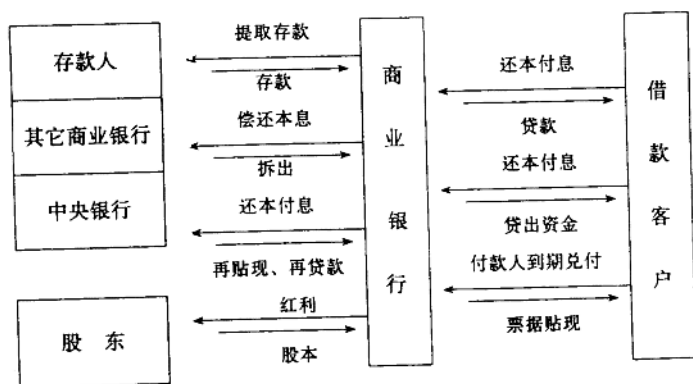 存款人
其它商业银行
中央银行
股 东
提取存款
存款
偿还本息
拆出
还本付息
再贴现、再贷款
红利
股本
商业银行
还本付息
贷款
还本付息
贷出资金
付款人到期兑付
票据贴现
借款客户